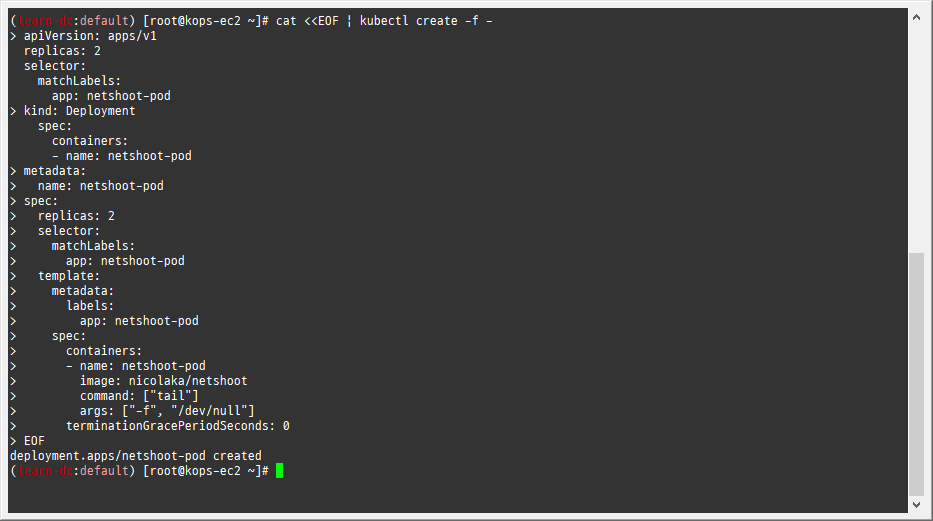 (learn-dc:default) [root@kops-ec2 ~]# cat <<EOF | kubectl create -f -
> apiVersion: apps/v1
  replicas: 2
  selector:
    matchLabels:
      app: netshoot-pod
> kind: Deployment
    spec:
      containers:
      - name: netshoot-pod
> metadata:
>   name: netshoot-pod
> spec:
>   replicas: 2
>   selector:
>     matchLabels:
>       app: netshoot-pod
>   template:
>     metadata:
>       labels:
>         app: netshoot-pod
>     spec:
>       containers:
>       - name: netshoot-pod
>         image: nicolaka/netshoot
>         command: ["tail"]
>         args: ["-f", "/dev/null"]
>       terminationGracePeriodSeconds: 0
> EOF
deployment.apps/netshoot-pod created
(learn-dc:default) [root@kops-ec2 ~]#